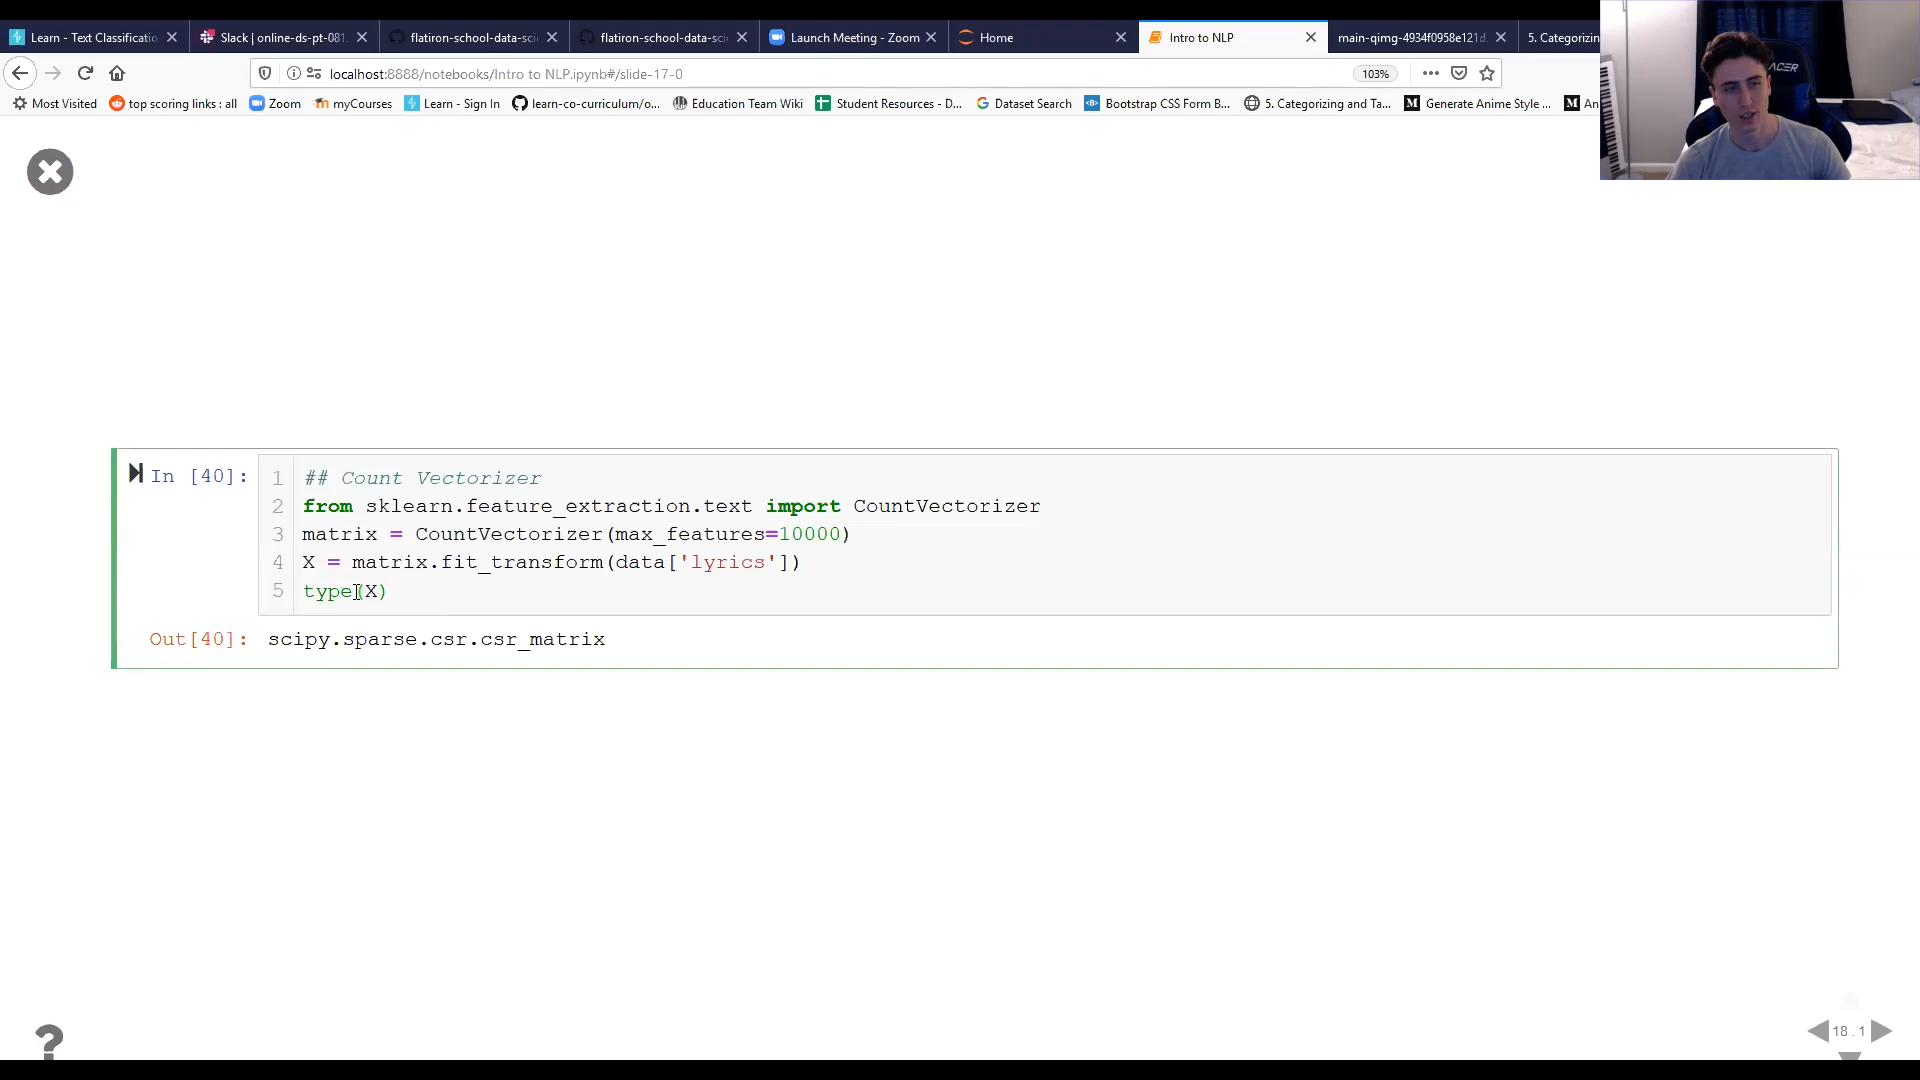 Learn - Text Classificatio
Slack | online-ds-pt-081
flatiron-school-data-sci
flatiron-school-data-sci
Launch Meeting - Zoom
Home
Intro to NLP
main-qimg-4934f0958e121d
5. Categorizin
localhost:8888/notebooks/Intro to NLP.ipynb#/slide-17-0
103%
Most Visited
top scoring links : all
Zoom
myCourses
Learn - Sign In
learn-co-curriculum/o...
Education Team Wiki
Student Resources - D...
Dataset Search
Bootstrap CSS Form B...
5. Categorizing and Ta...
Generate Anime Style ...
An
ACER
In [40]:
1 ## Count Vectorizer
2 from sklearn.feature_extraction.text import CountVectorizer
3 matrix = CountVectorizer(max_features=10000)
4 X = matrix.fit_transform(data['lyrics'])
5 type(X)
Out[40]: scipy.sparse.csr.csr_matrix
?
18 . 1